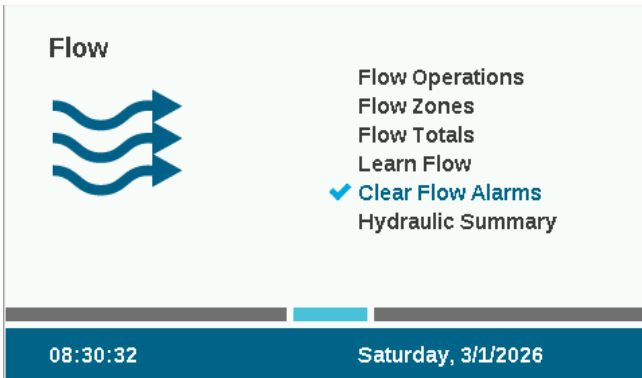 Flow
Flow Operations
Flow Zones
Flow Totals
Learn Flow
Clear Flow Alarms
Hydraulic Summary
08:30:32
Saturday, 3/1/2026